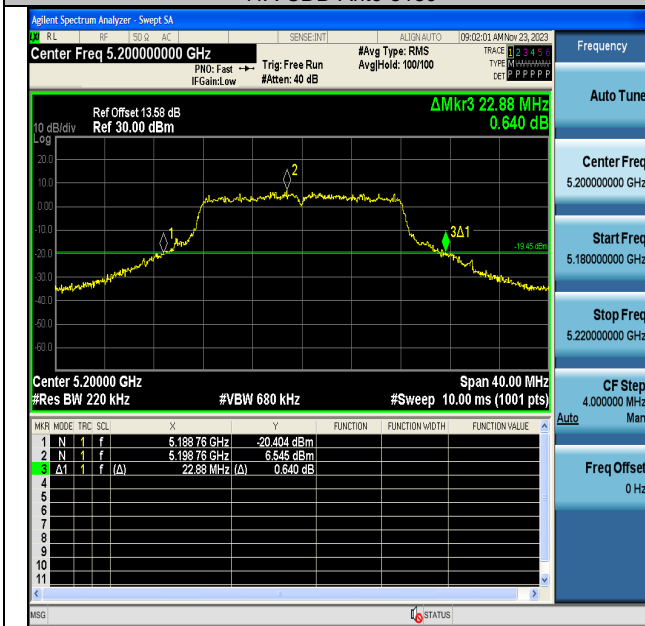 Agilent Spectrum Analyzer - Swept SA
LXI RL RF 50 Ω AC SENSE:INT ALIGN AUTO 09:02:01 AM Nov 23, 2023
Center Freq 5.200000000 GHz
PNO: Fast
IFGain:Low
Trig: Free Run
#Atten: 40 dB
#Avg Type: RMS
Avg|Hold: 100/100
TRACE 1 2 3 4 5 6
TYPE M W W W W W
DET P P P P P P
Ref Offset 13.58 dB
Ref 30.00 dBm
10 dB/div
Log
ΔMkr3 22.88 MHz
0.640 dB
20.0
10.0
0.00
-10.0
-20.0
-30.0
-40.0
-50.0
-60.0
1
2
3Δ1
-19.45 dBm
Center 5.20000 GHz Span 40.00 MHz
#Res BW 220 kHz #VBW 680 kHz #Sweep 10.00 ms (1001 pts)
MKR MODE TRC SCL X Y FUNCTION FUNCTION WIDTH FUNCTION VALUE
1 N 1 f 5.188 76 GHz -20.404 dBm
2 N 1 f 5.198 76 GHz 6.545 dBm
3 Δ1 1 f (Δ) 22.88 MHz (Δ) 0.640 dB
4
5
6
7
8
9
10
11
MSG STATUS
Frequency
Auto Tune
Center Freq
5.200000000 GHz
Start Freq
5.180000000 GHz
Stop Freq
5.220000000 GHz
CF Step
4.000000 MHz
Auto Man
Freq Offset
0 Hz